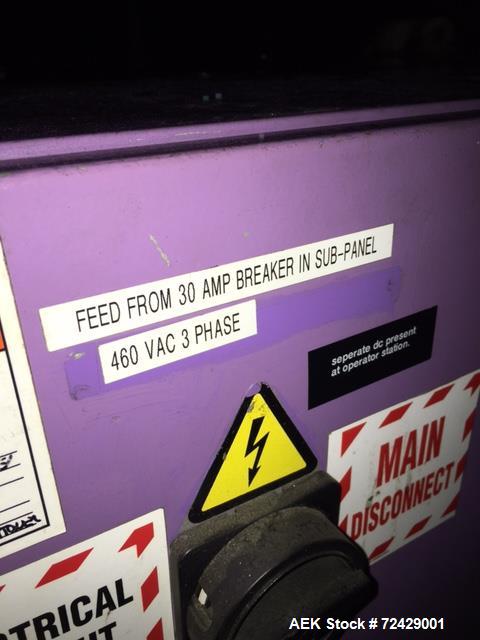 FEED FROM 30 AMP BREAKER IN SUB-PANEL
460 VAC 3 PHASE
seperate dc present
at operator station.
MAIN
DISCONNECT
TRICAL
AEK Stock # 72429001